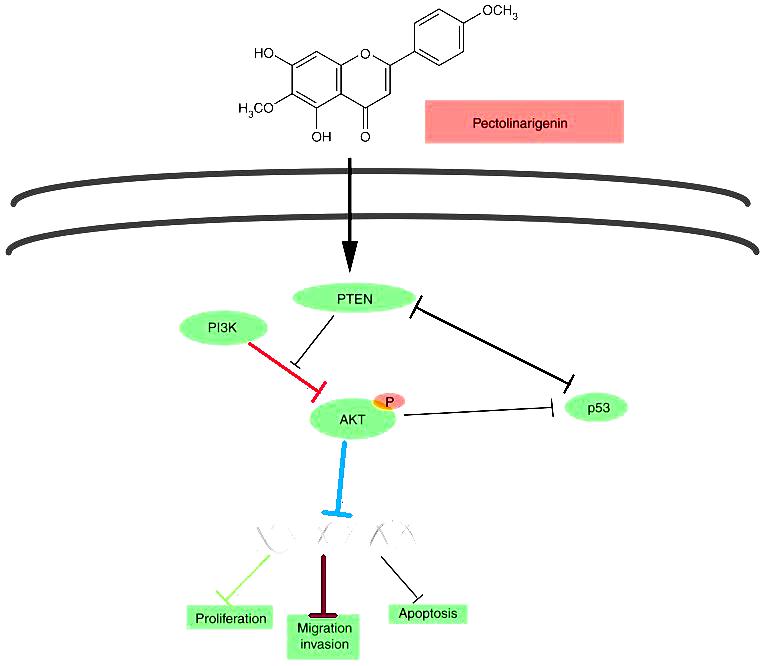 OCH₃
HO
O
H₃CO
OH
O
Pectolinarigenin
PTEN
PI3K
P
AKT
p53
Proliferation
Migration
invasion
Apoptosis